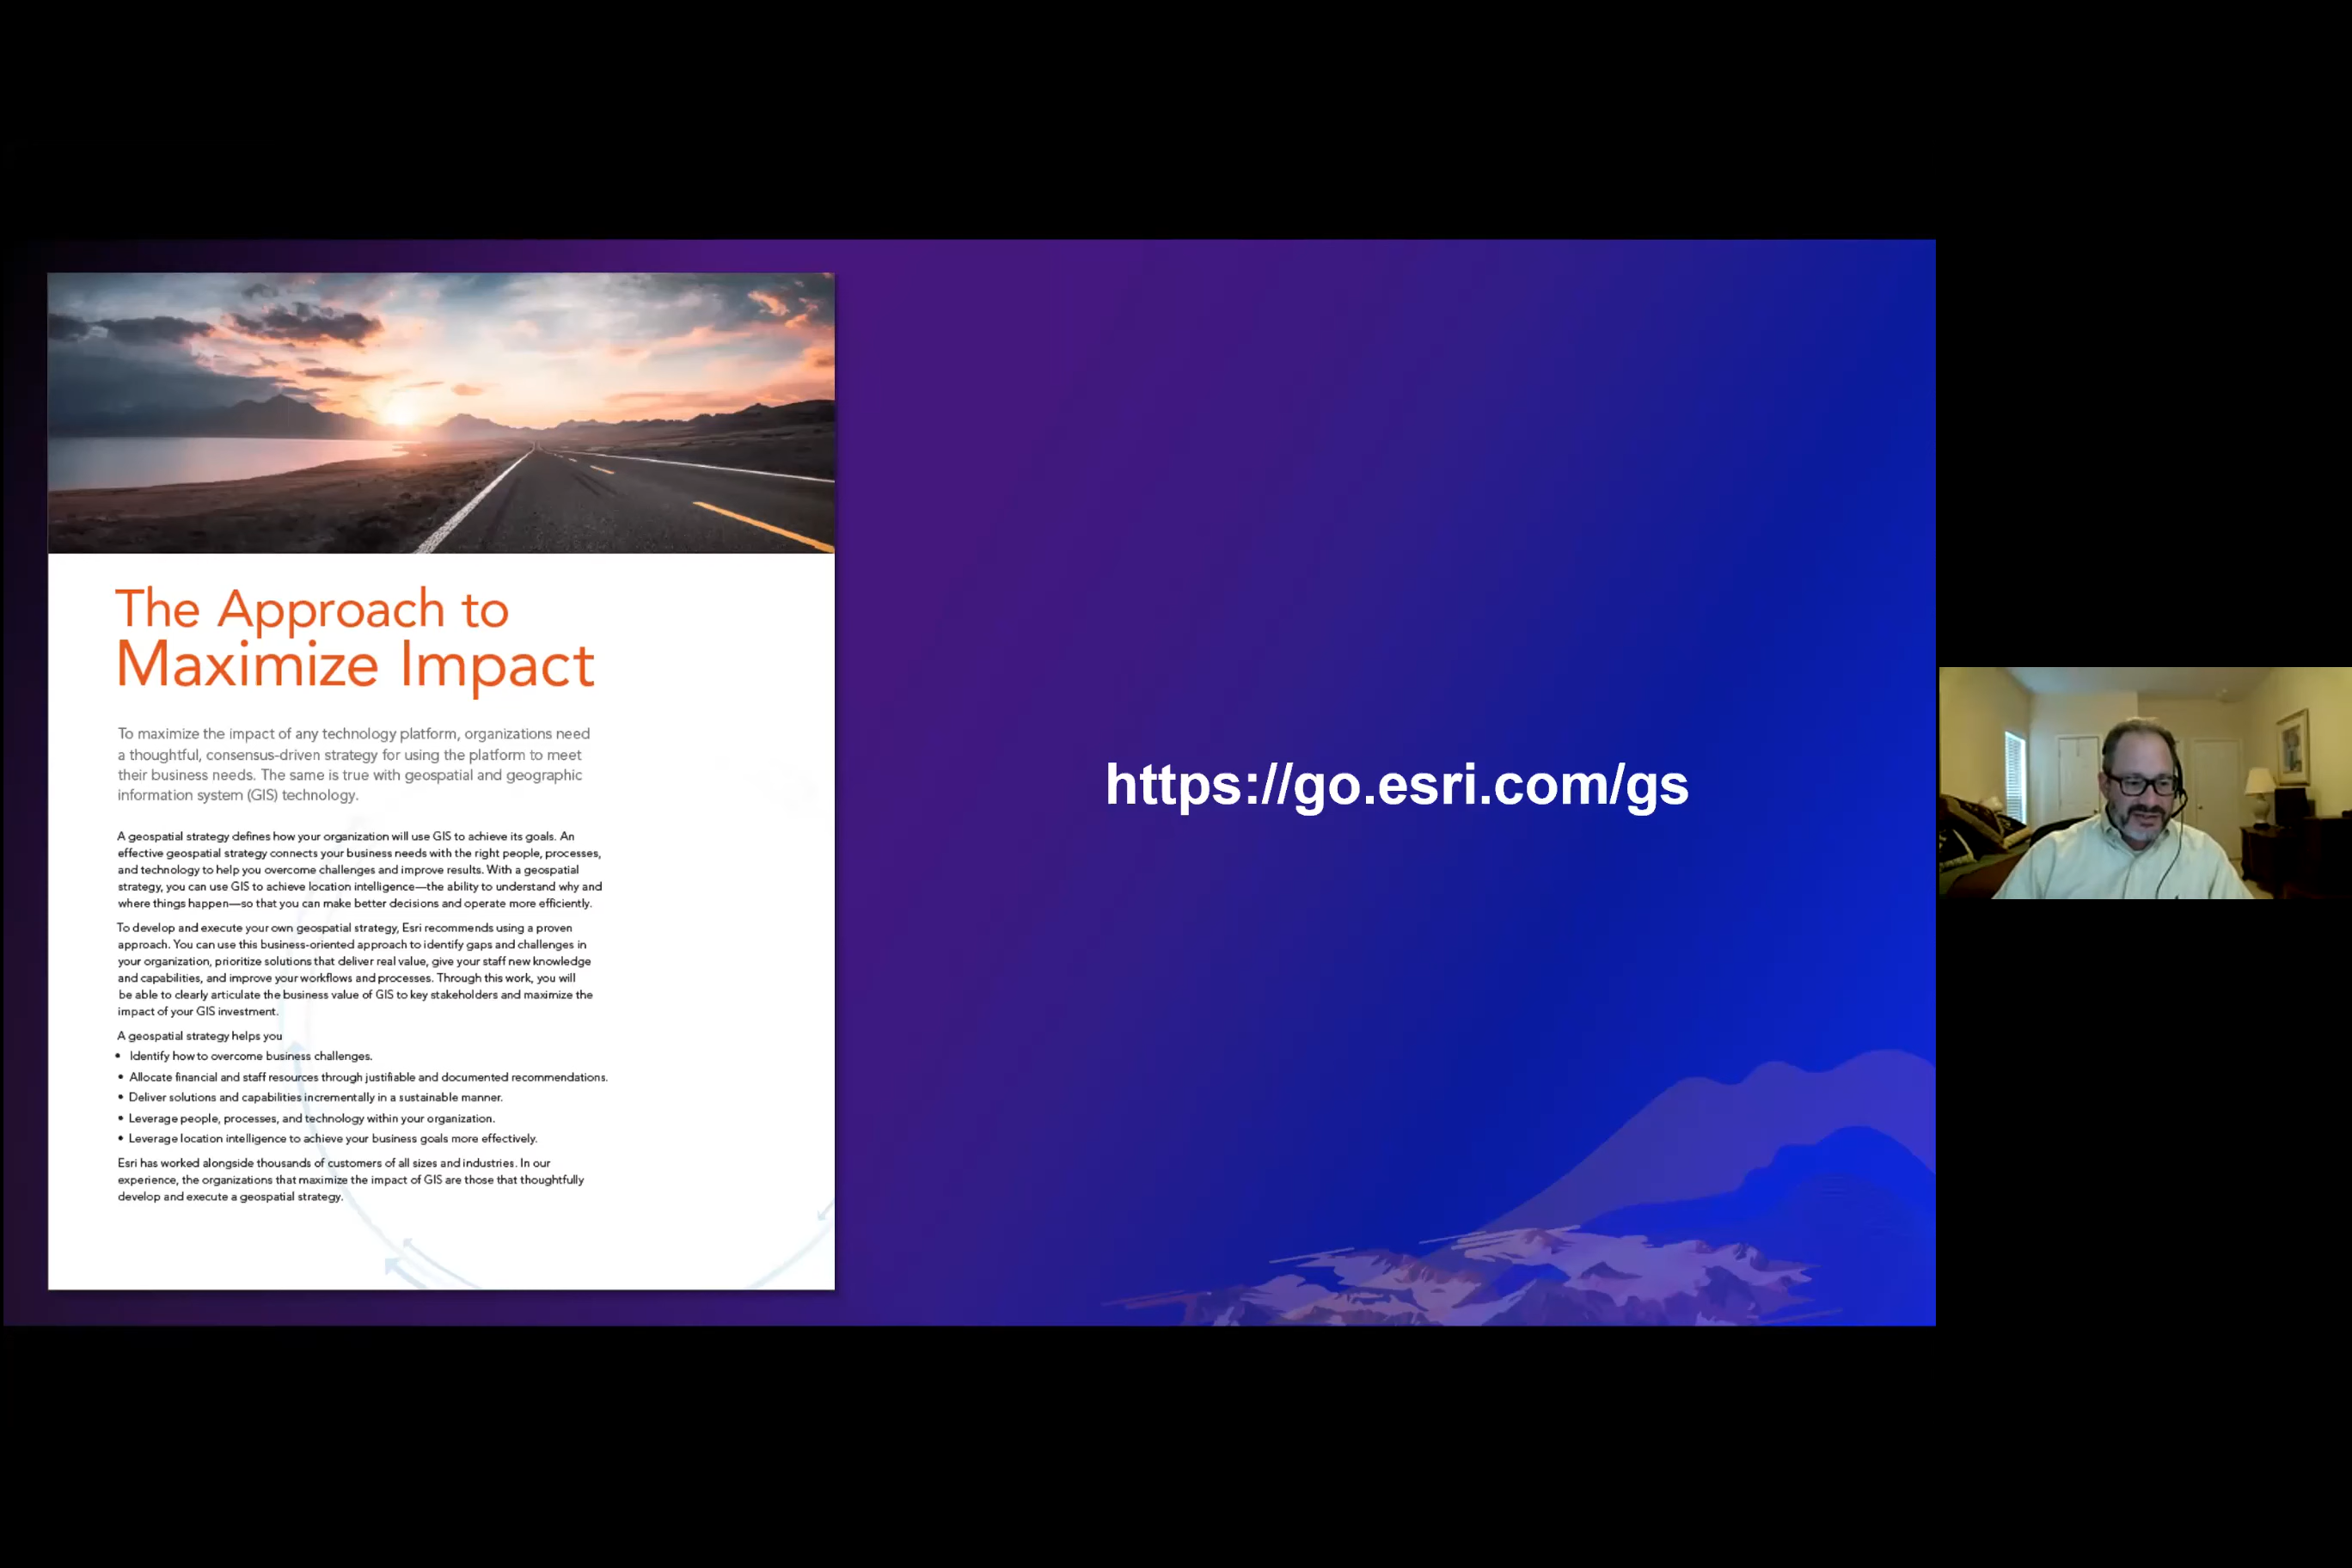 The Approach to
Maximize Impact
To maximize the impact of any technology platform, organizations need
a thoughtful, consensus-driven strategy for using the platform to meet
their business needs. The same is true with geospatial and geographic
information system (GIS) technology.
A geospatial strategy defines how your organization will use GIS to achieve its goals. An
effective geospatial strategy connects your business needs with the right people, processes,
and technology to help you overcome challenges and improve results. With a geospatial
strategy, you can use GIS to achieve location intelligence—the ability to understand why and
where things happen—so that you can make better decisions and operate more efficiently.
To develop and execute your own geospatial strategy, Esri recommends using a proven
approach. You can use this business-oriented approach to identify gaps and challenges in
your organization, prioritize solutions that deliver real value, give your staff new knowledge
and capabilities, and improve your workflows and processes. Through this work, you will
be able to clearly articulate the business value of GIS to key stakeholders and maximize the
impact of your GIS investment.
A geospatial strategy helps you
• Identify how to overcome business challenges.
• Allocate financial and staff resources through justifiable and documented recommendations.
• Deliver solutions and capabilities incrementally in a sustainable manner.
• Leverage people, processes, and technology within your organization.
• Leverage location intelligence to achieve your business goals more effectively.
Esri has worked alongside thousands of customers of all sizes and industries. In our
experience, the organizations that maximize the impact of GIS are those that thoughtfully
develop and execute a geospatial strategy.
https://go.esri.com/gs